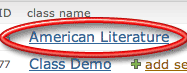 ID class name
American Literature
77 Class Demo add se